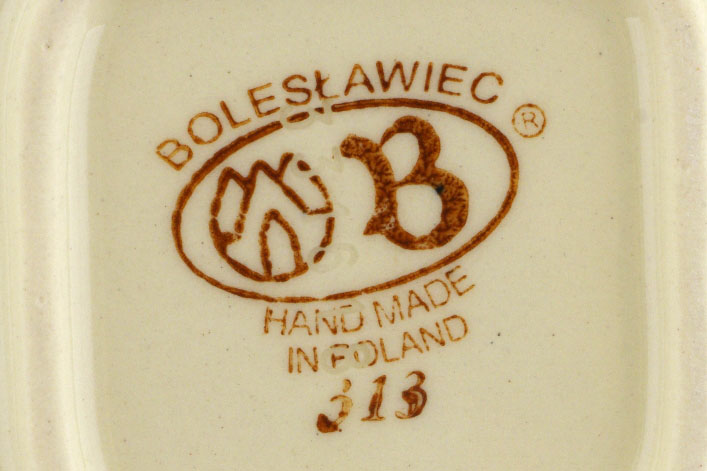 BOLESŁAWIEC ®
B
HAND MADE
IN POLAND
313